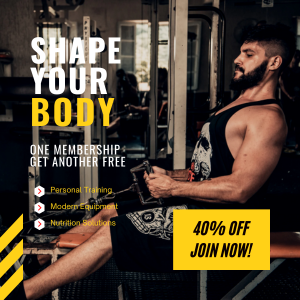 SHAPE
YOUR
BODY
ONE MEMBERSHIP
GET ANOTHER FREE
Personal Training
Modern Equipment
Nutrition Solutions
40% OFF
JOIN NOW!